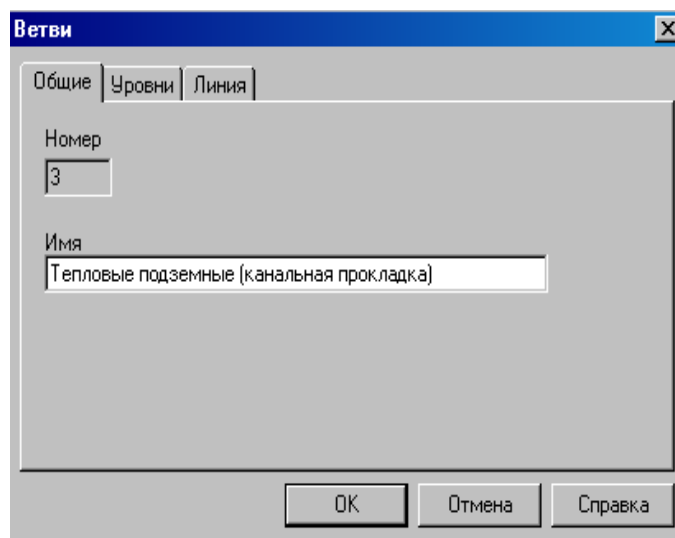 Ветви
Общие Уровни Линия
Номер
3
Имя
Тепловые подземные (канальная прокладка)
OK Отмена Справка